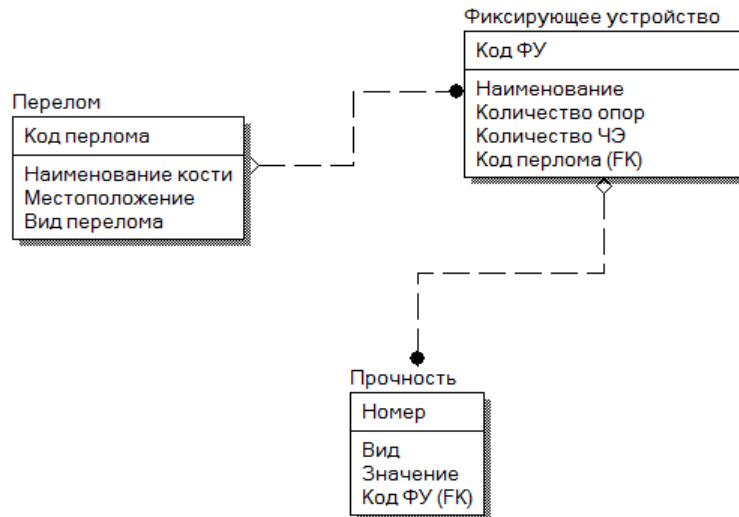 Фиксирующее устройство
Код ФУ
Наименование
Количество опор
Количество ЧЭ
Код перлома (FK)
Перелом
Код перлома
Наименование кости
Местоположение
Вид перелома
Прочность
Номер
Вид
Значение
Код ФУ (FK)